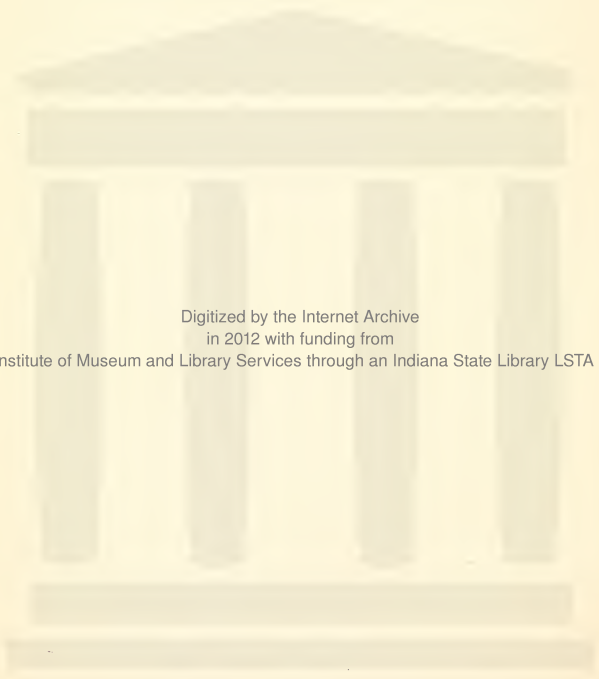 Digitized by the Internet Archive
in 2012 with funding from
nstitute of Museum and Library Services through an Indiana State Library LSTA